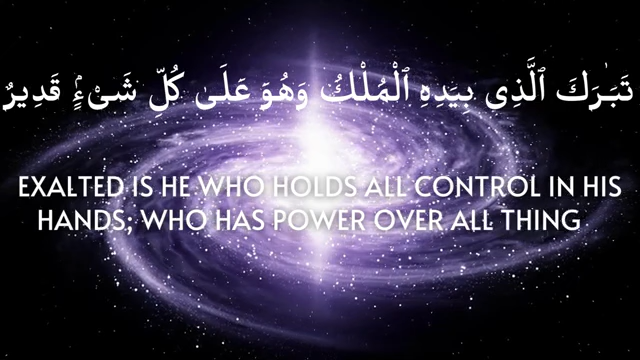 تَبَـٰرَكَ ٱلَّذِى بِيَدِهِ ٱلْمُلْكُ وَهُوَ عَلَىٰ كُلِّ شَىْءٍۢ قَدِيرٌ
EXALTED IS HE WHO HOLDS ALL CONTROL IN HIS
HANDS; WHO HAS POWER OVER ALL THING